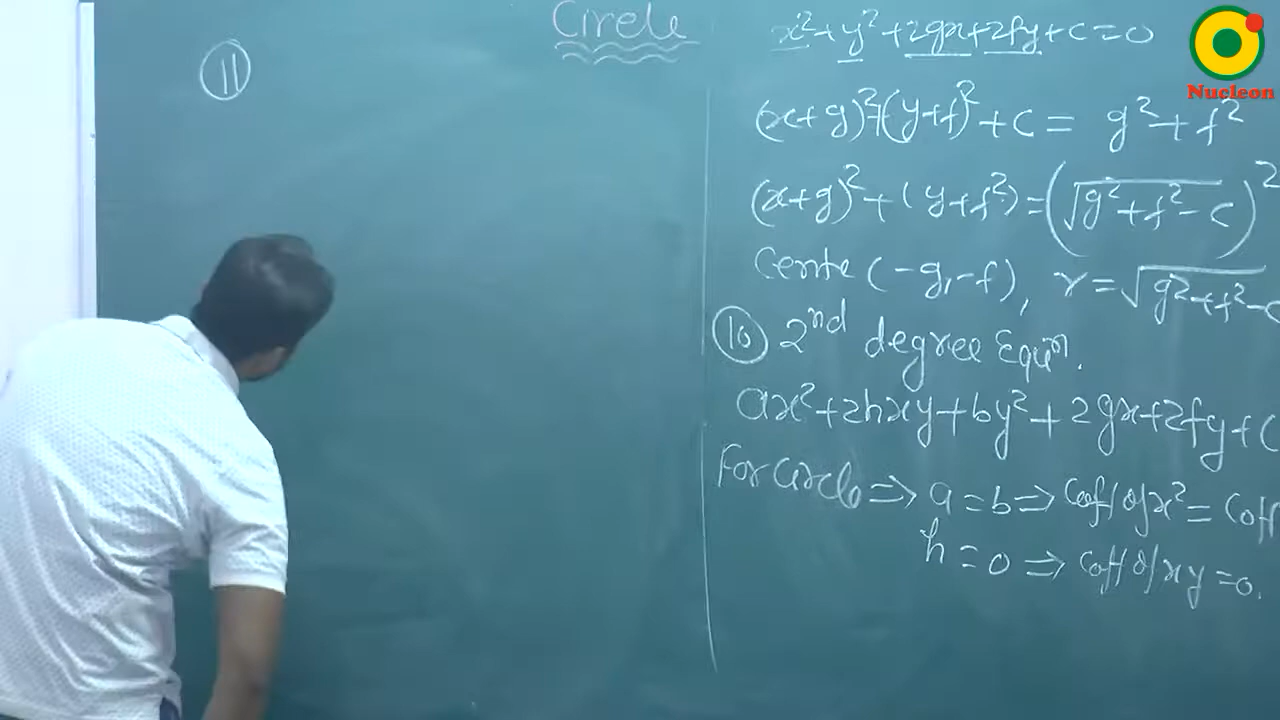 Circle
⑪
x²+y²+2gx+2fy+c=0
(x+g)²+(y+f)²+c= g²+f²
(x+g)²+(y+f²)=(√g²+f²-c)²
Cente (-g,-f), r=√g²+f²-c
⑩ 2nd degree Equⁿ.
ax²+2hxy+by²+2gx+2fy+c
For Circle ⇒ a=b ⇒ Coff of x² = Coff
h=0 ⇒ Coff of xy=0.
Nucleon